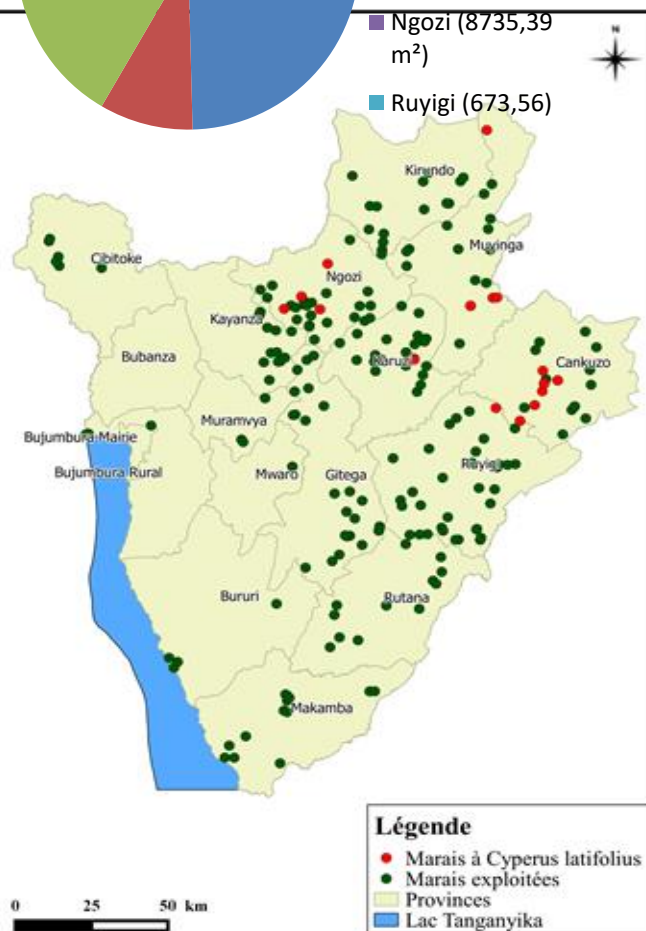 Ngozi (8735,39
m²)
Ruyigi (673,56)
N
Kirundo
Muyinga
Cibitoke
Ngozi
Kayanza
Karuzi
Cankuzo
Bubanza
Muramvya
Bujumbura Mairie
Bujumbura Rural
Mwaro
Gitega
Ruyigi
Bururi
Rutana
Makamba
Légende
Marais à Cyperus latifolius
Marais exploitées
Provinces
Lac Tanganyika
0 25 50 km